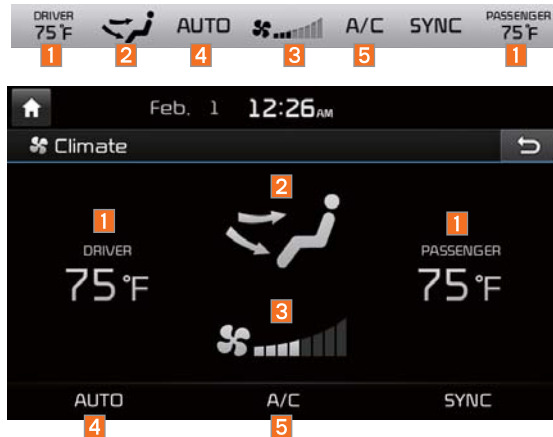 DRIVER AUTO A/C SYNC PASSENGER
75°F 75°F
1 2 4 3 5 1
Feb. 1 12:26AM
Climate
2
1 1
DRIVER PASSENGER
75°F 75°F
3
AUTO A/C SYNC
4 5